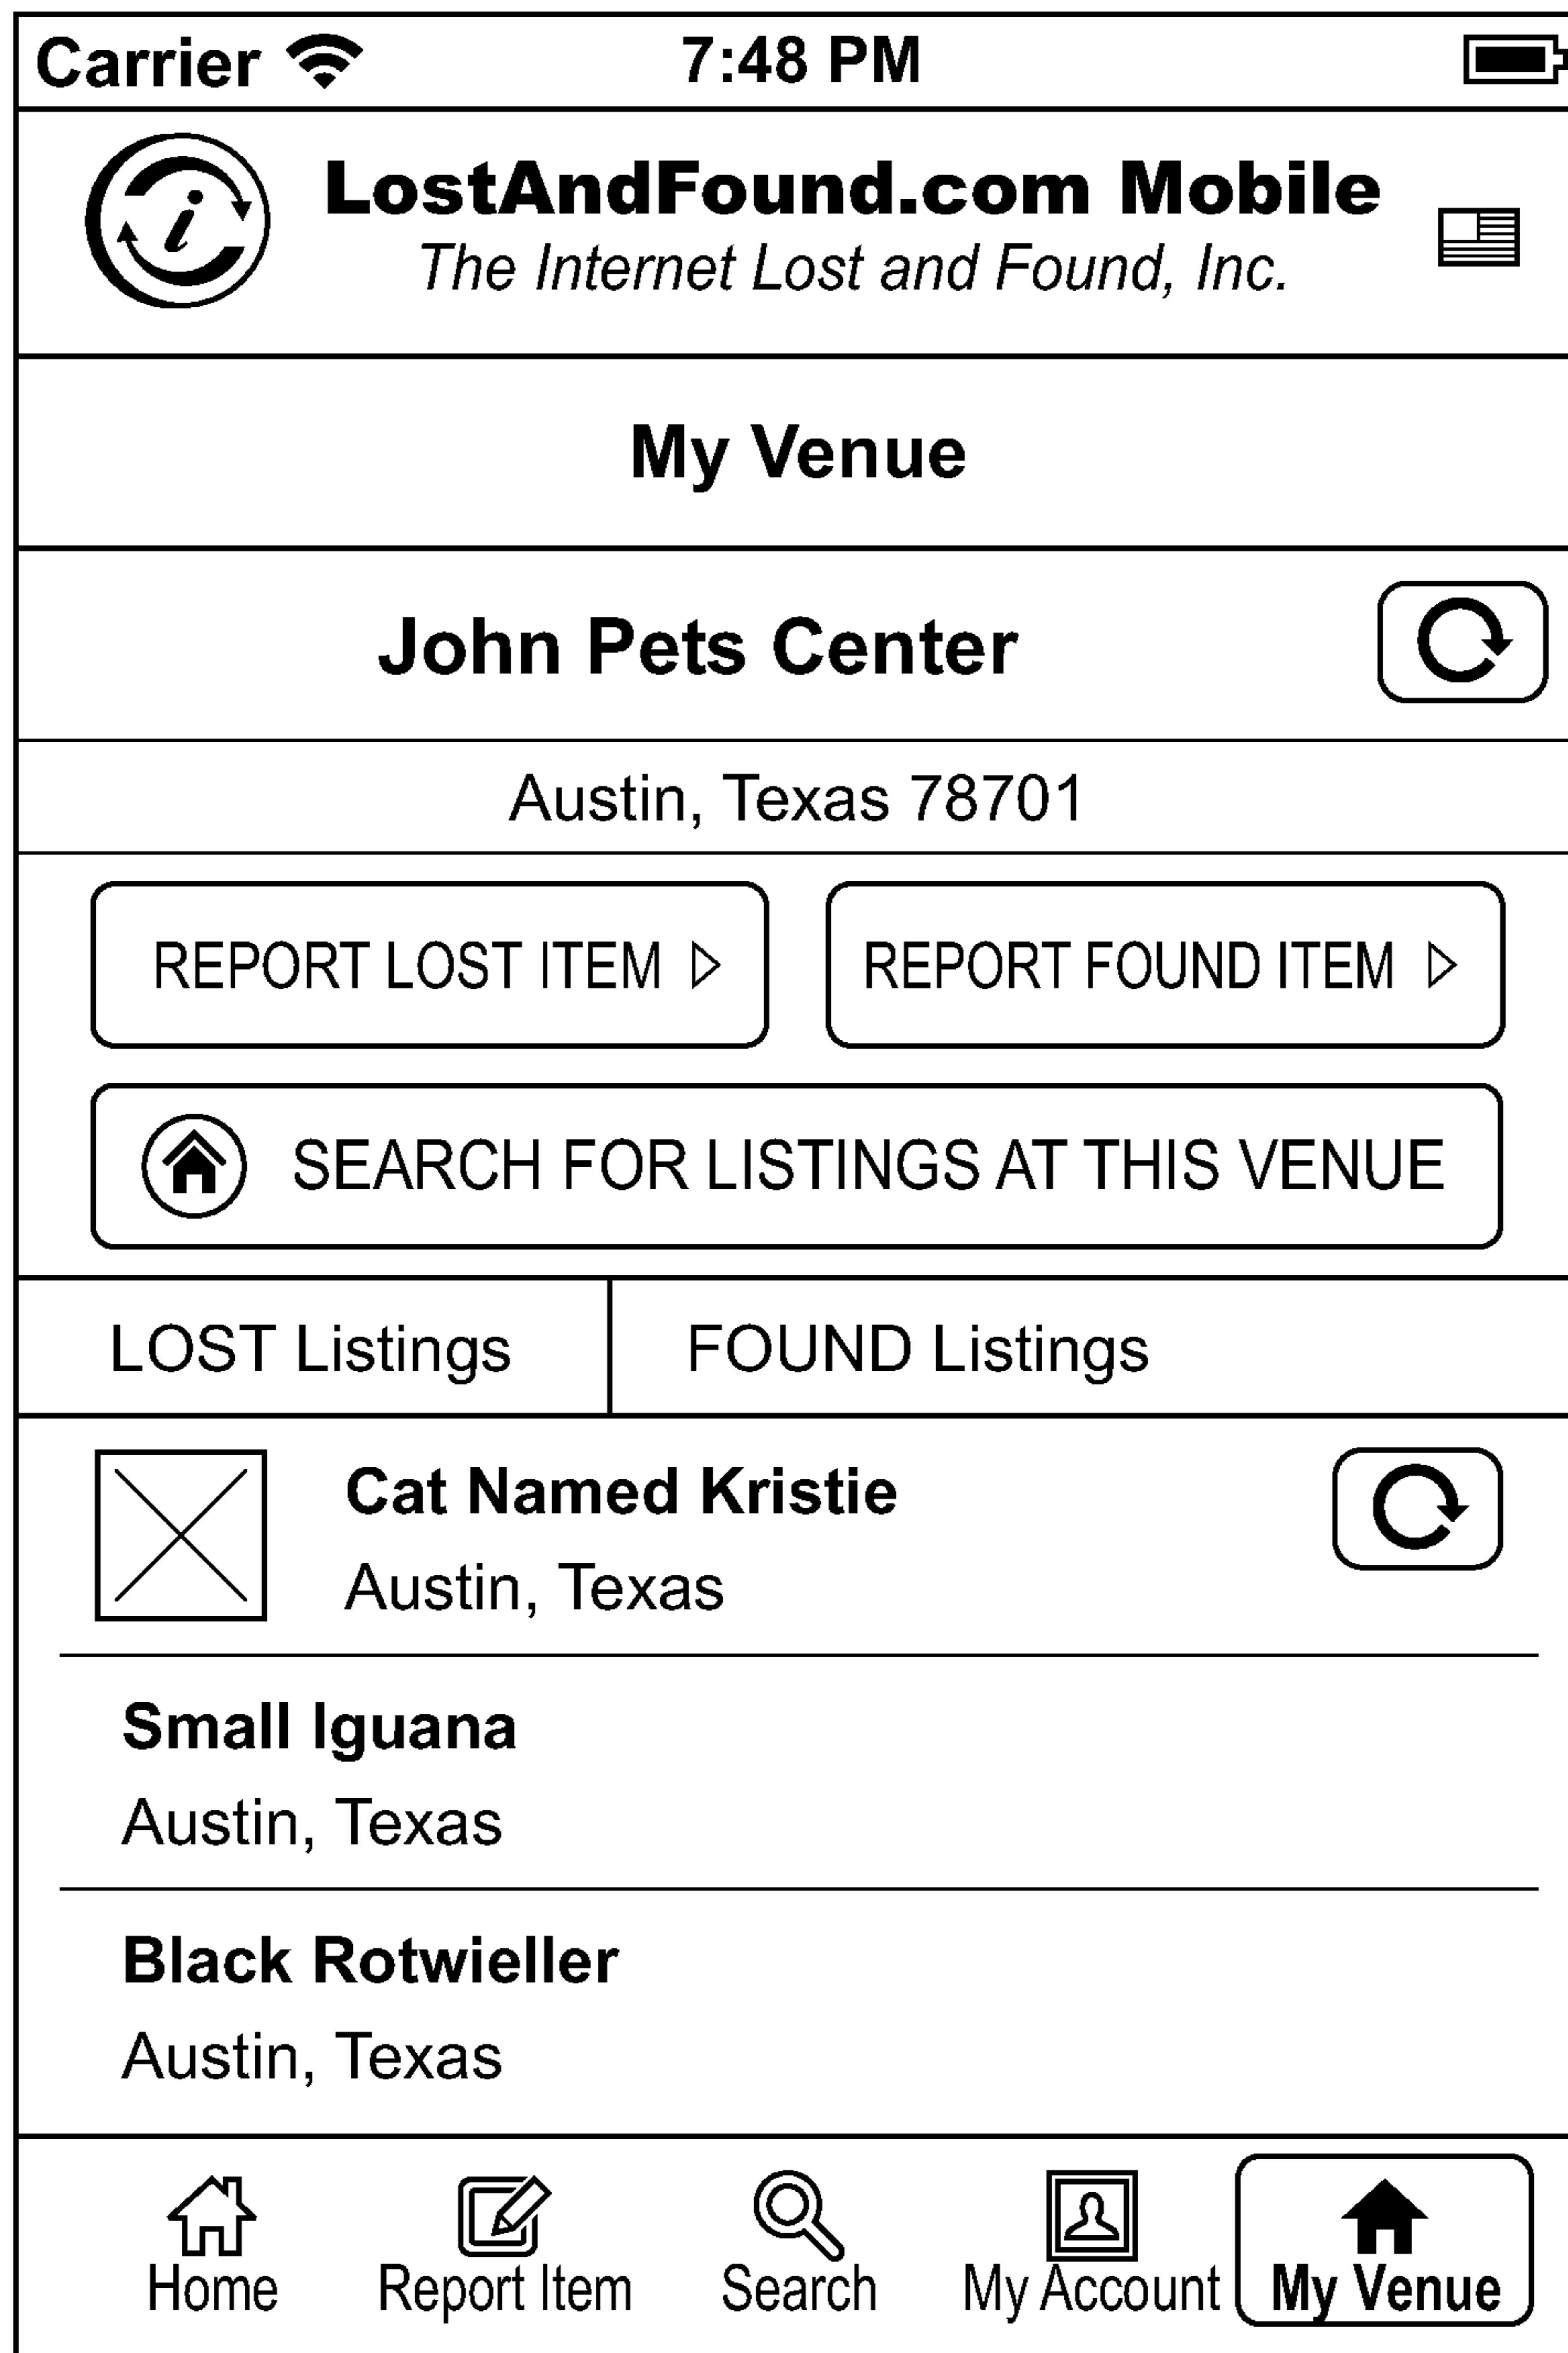 Carrier 7:48 PM
LostAndFound.com Mobile
The Internet Lost and Found, Inc.
My Venue
John Pets Center
Austin, Texas 78701
REPORT LOST ITEM REPORT FOUND ITEM
SEARCH FOR LISTINGS AT THIS VENUE
LOST Listings FOUND Listings
Cat Named Kristie
Austin, Texas
Small Iguana
Austin, Texas
Black Rotwieller
Austin, Texas
Home Report Item Search My Account My Venue